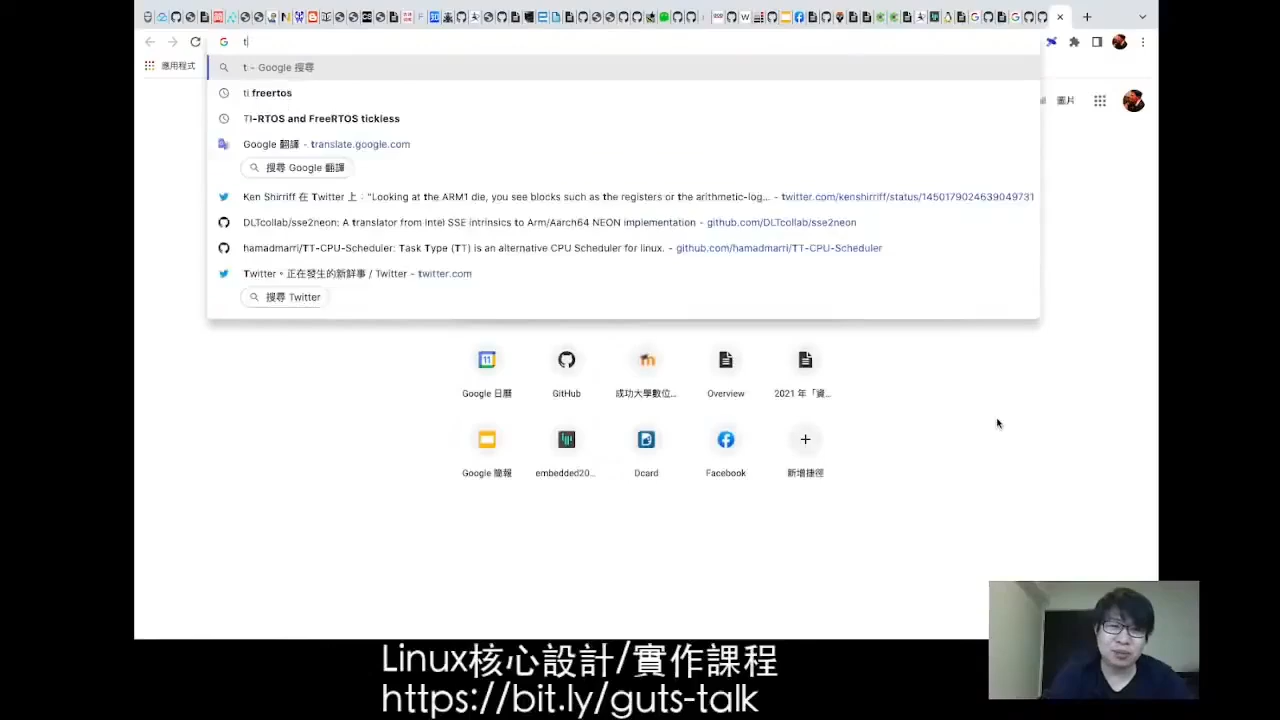 t
應用程式
t - Google 搜尋
ti freertos
TI-RTOS and FreeRTOS tickless
Google 翻譯 - translate.google.com
搜尋 Google 翻譯
Ken Shirriff 在 Twitter 上："Looking at the ARM1 die, you see blocks such as the registers or the arithmetic-log... - twitter.com/kenshirriff/status/1450179024639049731
DLTcollab/sse2neon: A translator from Intel SSE intrinsics to Arm/Aarch64 NEON implementation - github.com/DLTcollab/sse2neon
hamadmarri/TT-CPU-Scheduler: Task Type (TT) is an alternative CPU Scheduler for linux. - github.com/hamadmarri/TT-CPU-Scheduler
Twitter。正在發生的新鮮事 / Twitter - twitter.com
搜尋 Twitter
圖片
11
Google 日曆 GitHub 成功大學數位... Overview 2021 年「資...
Google 簡報 embedded20... Dcard Facebook 新增捷徑
Linux核心設計/實作課程
https://bit.ly/guts-talk